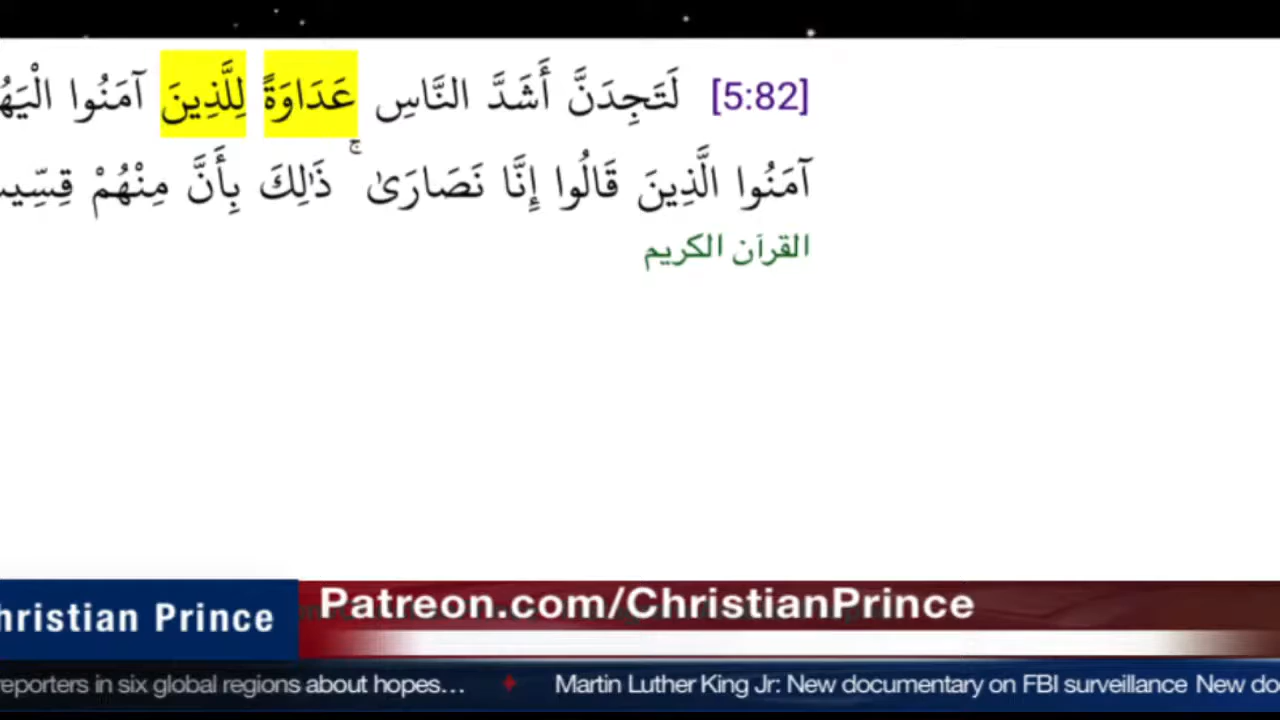 [5:82] لَتَجِدَنَّ أَشَدَّ النَّاسِ عَدَاوَةً لِلَّذِينَ آمَنُوا
آمَنُوا الَّذِينَ قَالُوا إِنَّا نَصَارَىٰ ۚ ذَٰلِكَ بِأَنَّ مِنْهُمْ
القرآن الكريم
Patreon.com/ChristianPrince
hristian Prince
reporters in six global regions about hopes… ♦ Martin Luther King Jr: New documentary on FBI surveillance New do